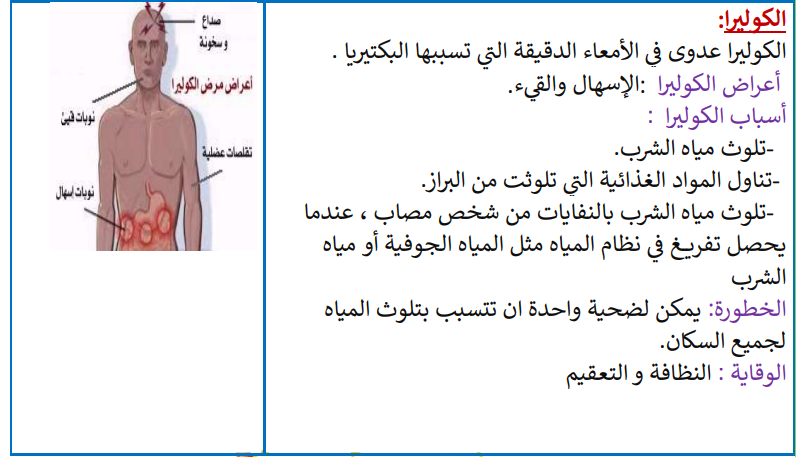 الكوليرا:
الكوليرا عدوى في الأمعاء الدقيقة التي تسببها البكتيريا .
أعراض الكوليرا :الإسهال والقيء.
أسباب الكوليرا :
-تلوث مياه الشرب.
-تناول المواد الغذائية التي تلوثت من البراز.
-تلوث مياه الشرب بالنفايات من شخص مصاب ، عندما
يحصل تفريغ في نظام المياه مثل المياه الجوفية أو مياه
الشرب
الخطورة: يمكن لضحية واحدة ان تتسبب بتلوث المياه
لجميع السكان.
الوقاية : النظافة و التعقيم
صداع
و سخونة
أعراض مرض الكوليرا
نوبات قيئ
تقلصات عضلية
نوبات إسهال